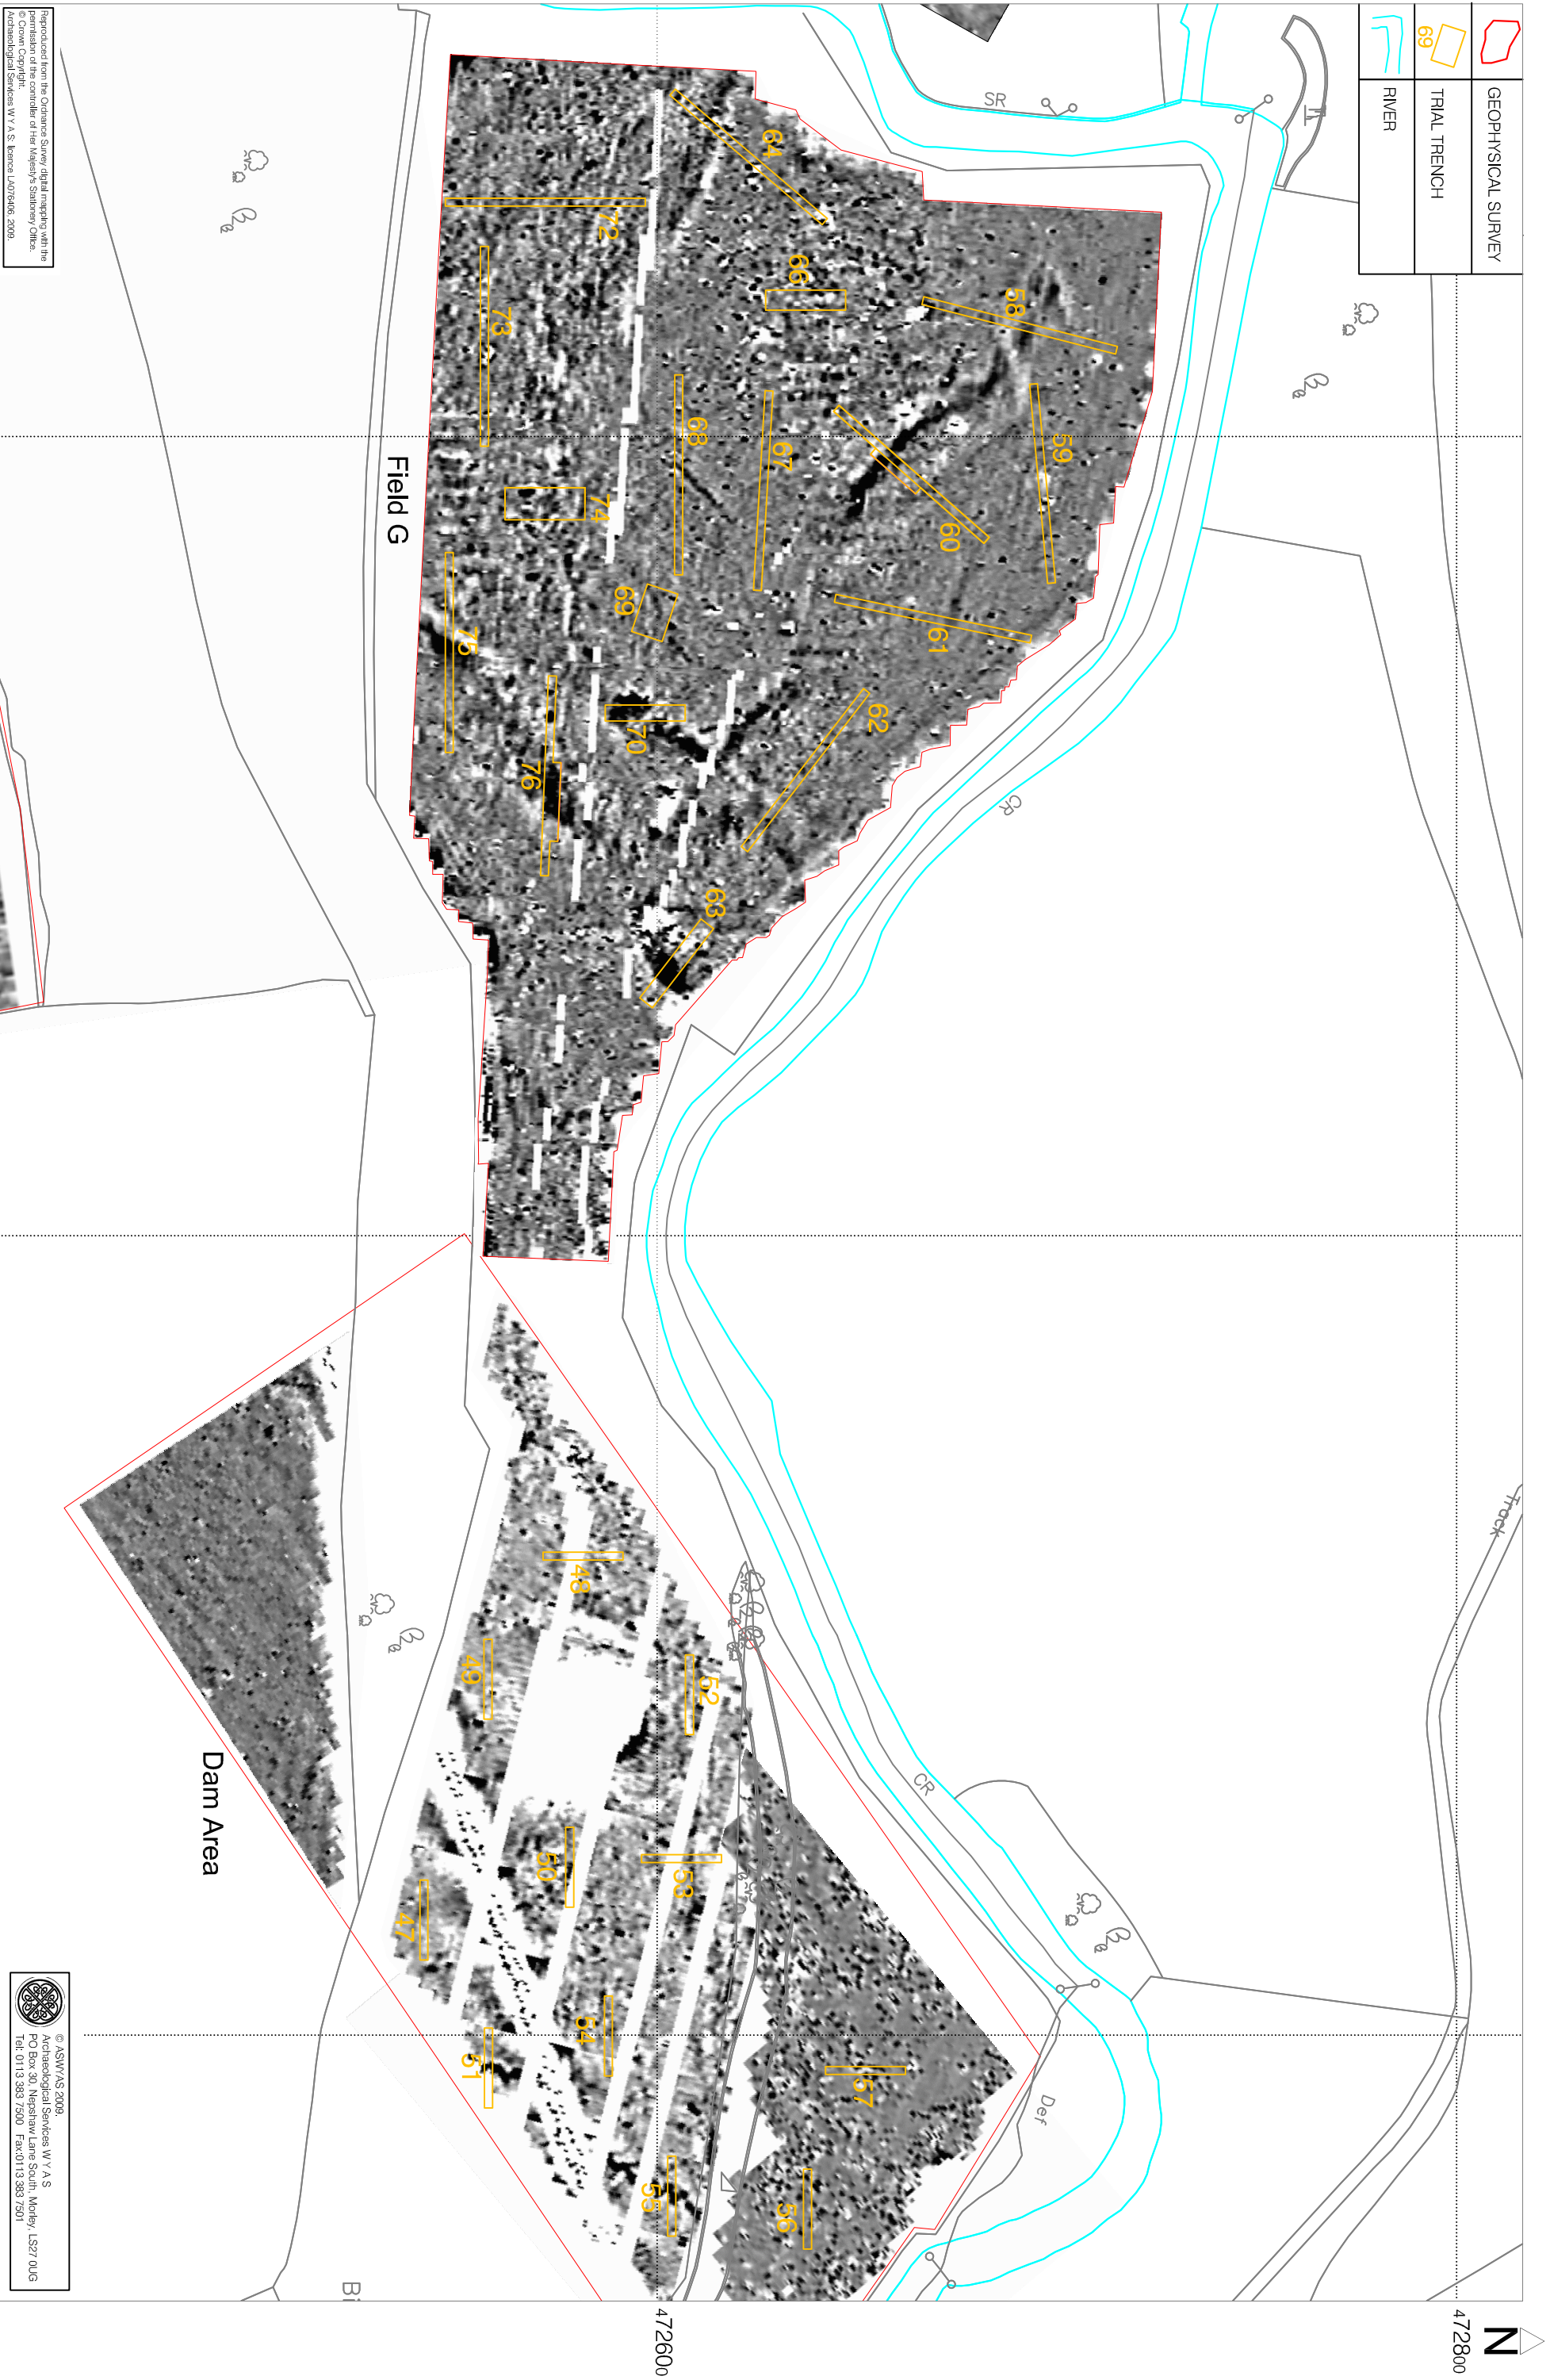 GEOPHYSICAL SURVEY
69
TRIAL TRENCH
RIVER
SR
64
72
66
58
73
68
67
59
60
74
69
61
75
70
76
62
63
Field G
CR
Track
48
49
52
50
53
47
54
51
55
57
56
CR
Def
Dam Area
472600
472800
N
Reproduced from the Ordnance Survey digital mapping with the
permission of the controller of Her Majesty's Stationery Office.
© Crown Copyright.
Archaeological Services W Y A S: licence LA076406, 2009.
© ASWYAS 2009.
Archaeological Services W Y A S
PO Box 30, Nepshaw Lane South, Morley, LS27 0UG
Tel: 0113 383 7500 Fax:0113 383 7501